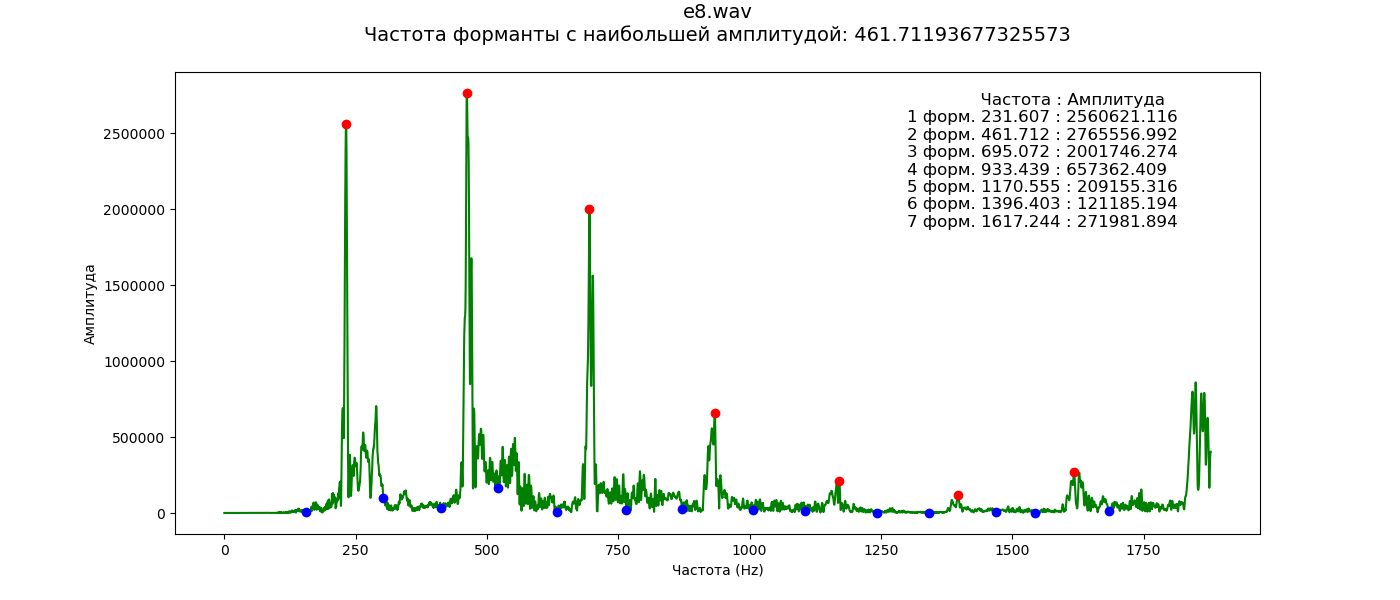 e8.wav
Частота форманты с наибольшей амплитудой: 461.71193677325573
Частота : Амплитуда
1 форм. 231.607 : 2560621.116
2 форм. 461.712 : 2765556.992
3 форм. 695.072 : 2001746.274
4 форм. 933.439 : 657362.409
5 форм. 1170.555 : 209155.316
6 форм. 1396.403 : 121185.194
7 форм. 1617.244 : 271981.894
Амплитуда
2500000
2000000
1500000
1000000
500000
0
0 250 500 750 1000 1250 1500 1750
Частота (Hz)